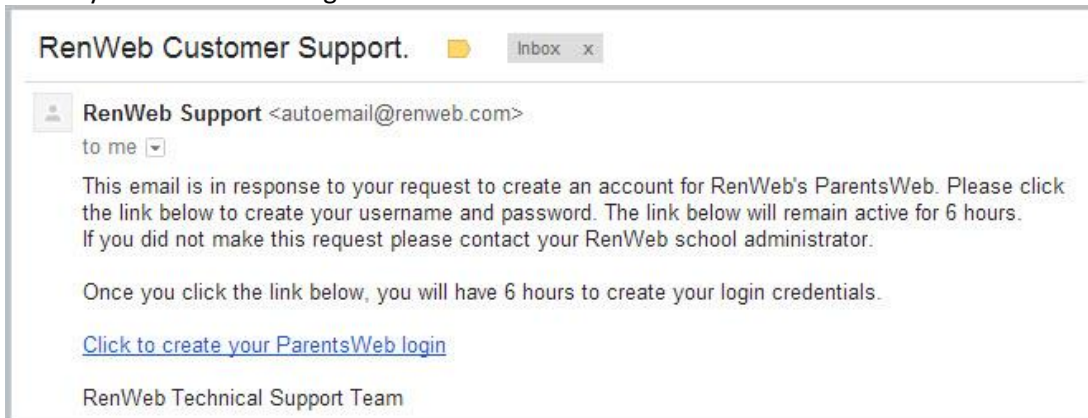 RenWeb Customer Support. Inbox x
RenWeb Support <autoemail@renweb.com>
to me
This email is in response to your request to create an account for RenWeb's ParentsWeb. Please click
the link below to create your username and password. The link below will remain active for 6 hours.
If you did not make this request please contact your RenWeb school administrator.
Once you click the link below, you will have 6 hours to create your login credentials.
Click to create your ParentsWeb login
RenWeb Technical Support Team